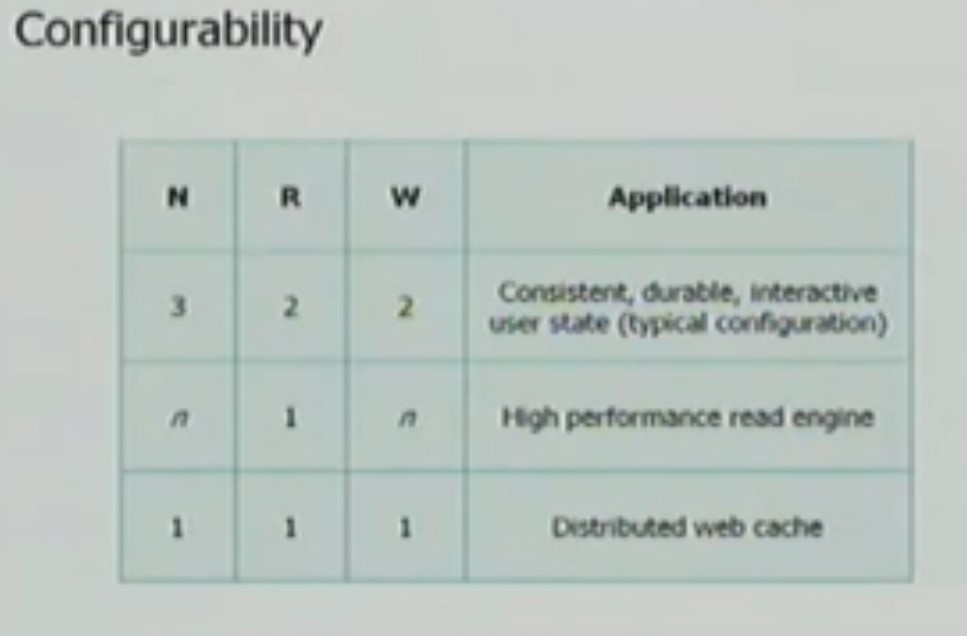 Configurability
N R W Application
3 2 2 Consistent, durable, interactive
user state (typical configuration)
n 1 n High performance read engine
1 1 1 Distributed web cache